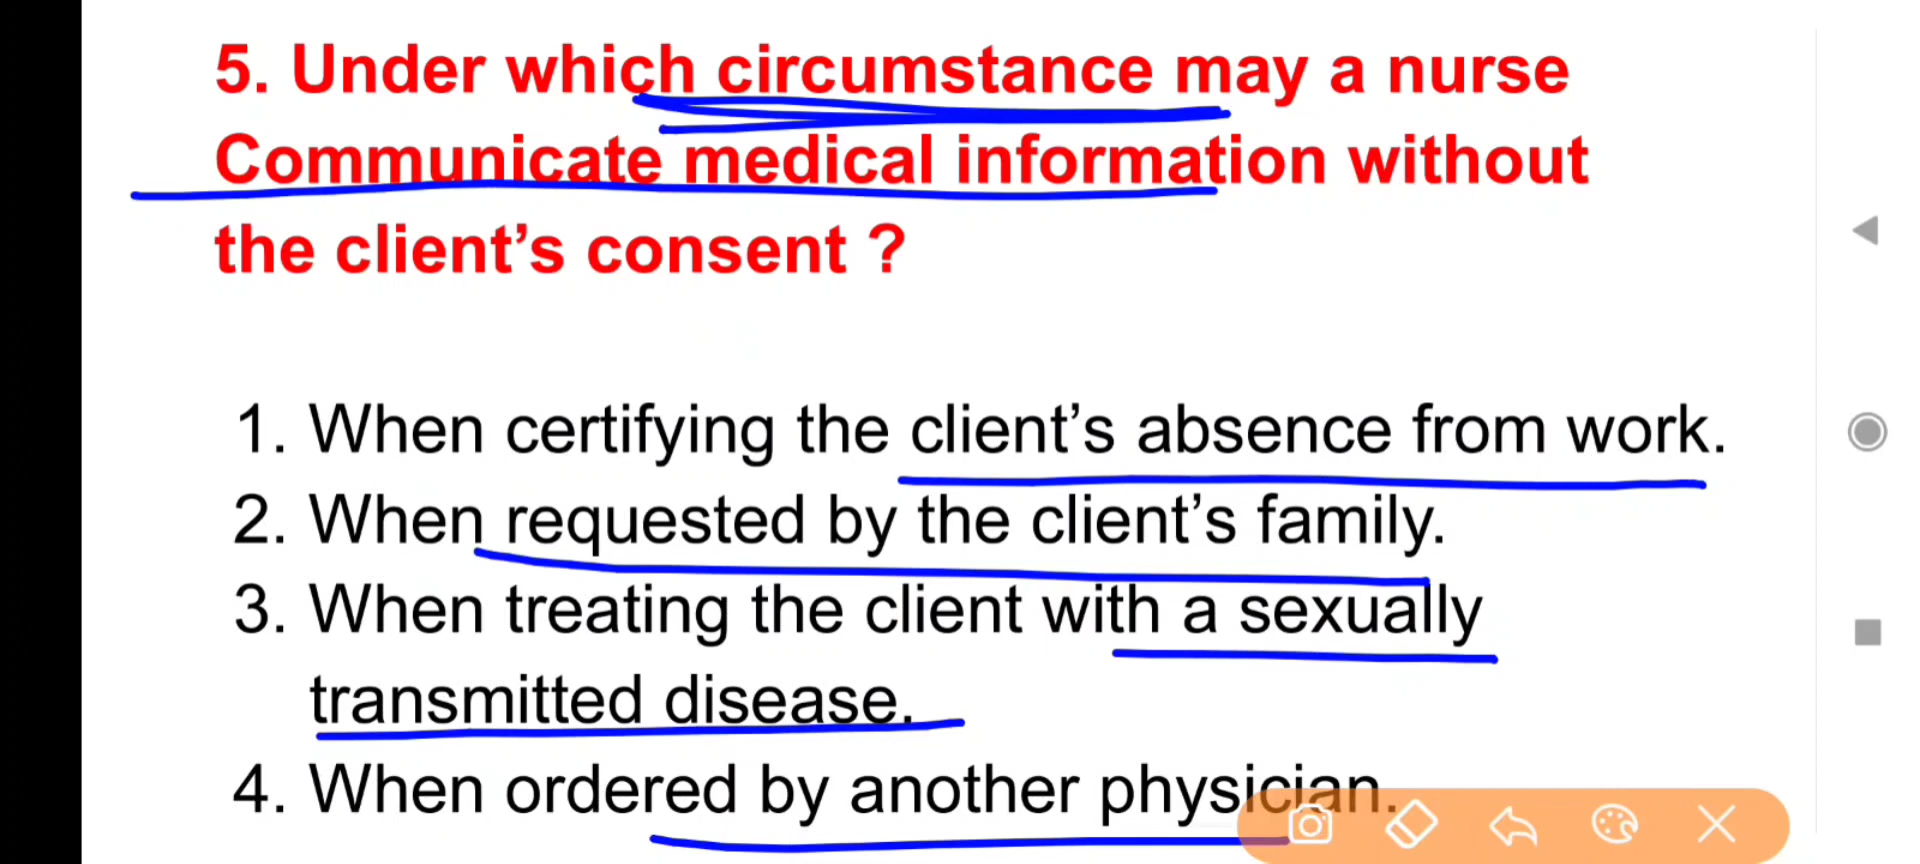 5. Under which circumstance may a nurse
Communicate medical information without
the client’s consent ?
1. When certifying the client’s absence from work.
2. When requested by the client’s family.
3. When treating the client with a sexually
transmitted disease.
4. When ordered by another physician.